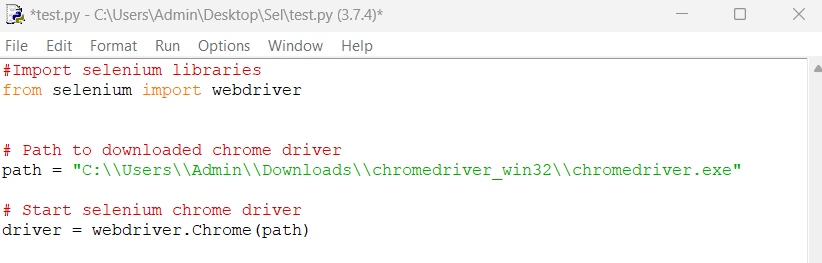 *test.py - C:\Users\Admin\Desktop\Sel\test.py (3.7.4)*
File Edit Format Run Options Window Help
#Import selenium libraries
from selenium import webdriver
# Path to downloaded chrome driver
path = "C:\\Users\\Admin\\Downloads\\chromedriver_win32\\chromedriver.exe"
# Start selenium chrome driver
driver = webdriver.Chrome(path)